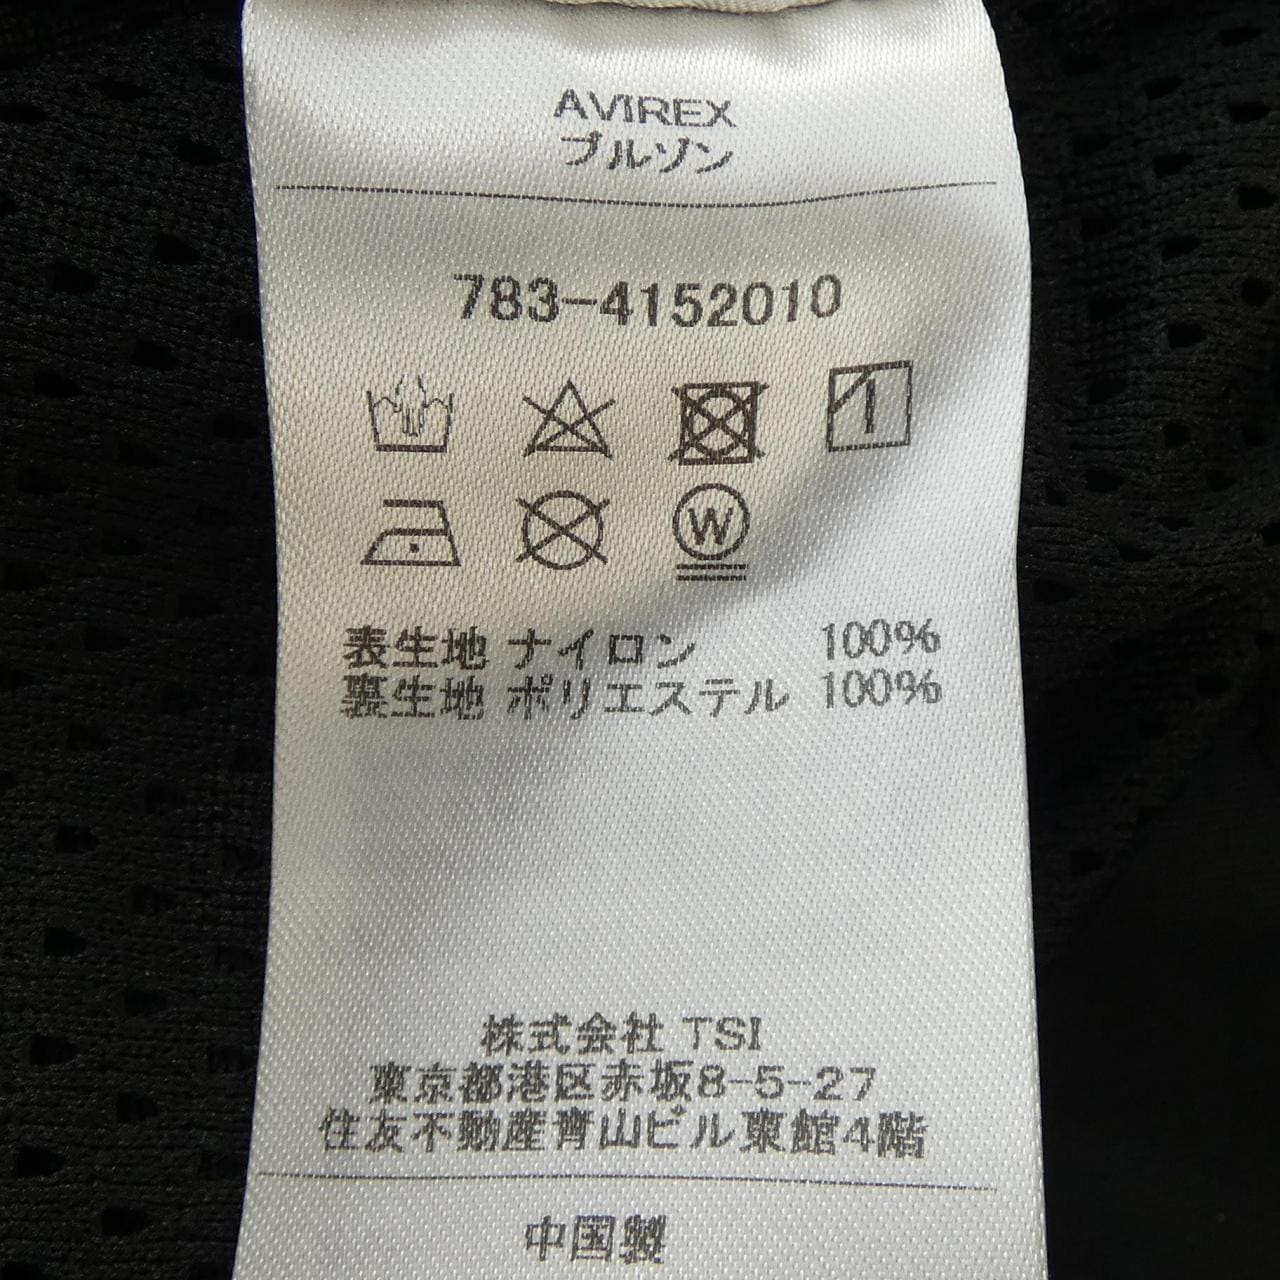 AVIREX
ブルゾン
783-4152010
W
表生地 ナイロン 100%
裏生地 ポリエステル 100%
株式会社 TSI
東京都港区赤坂8-5-27
住友不動産青山ビル東館4階
中国製